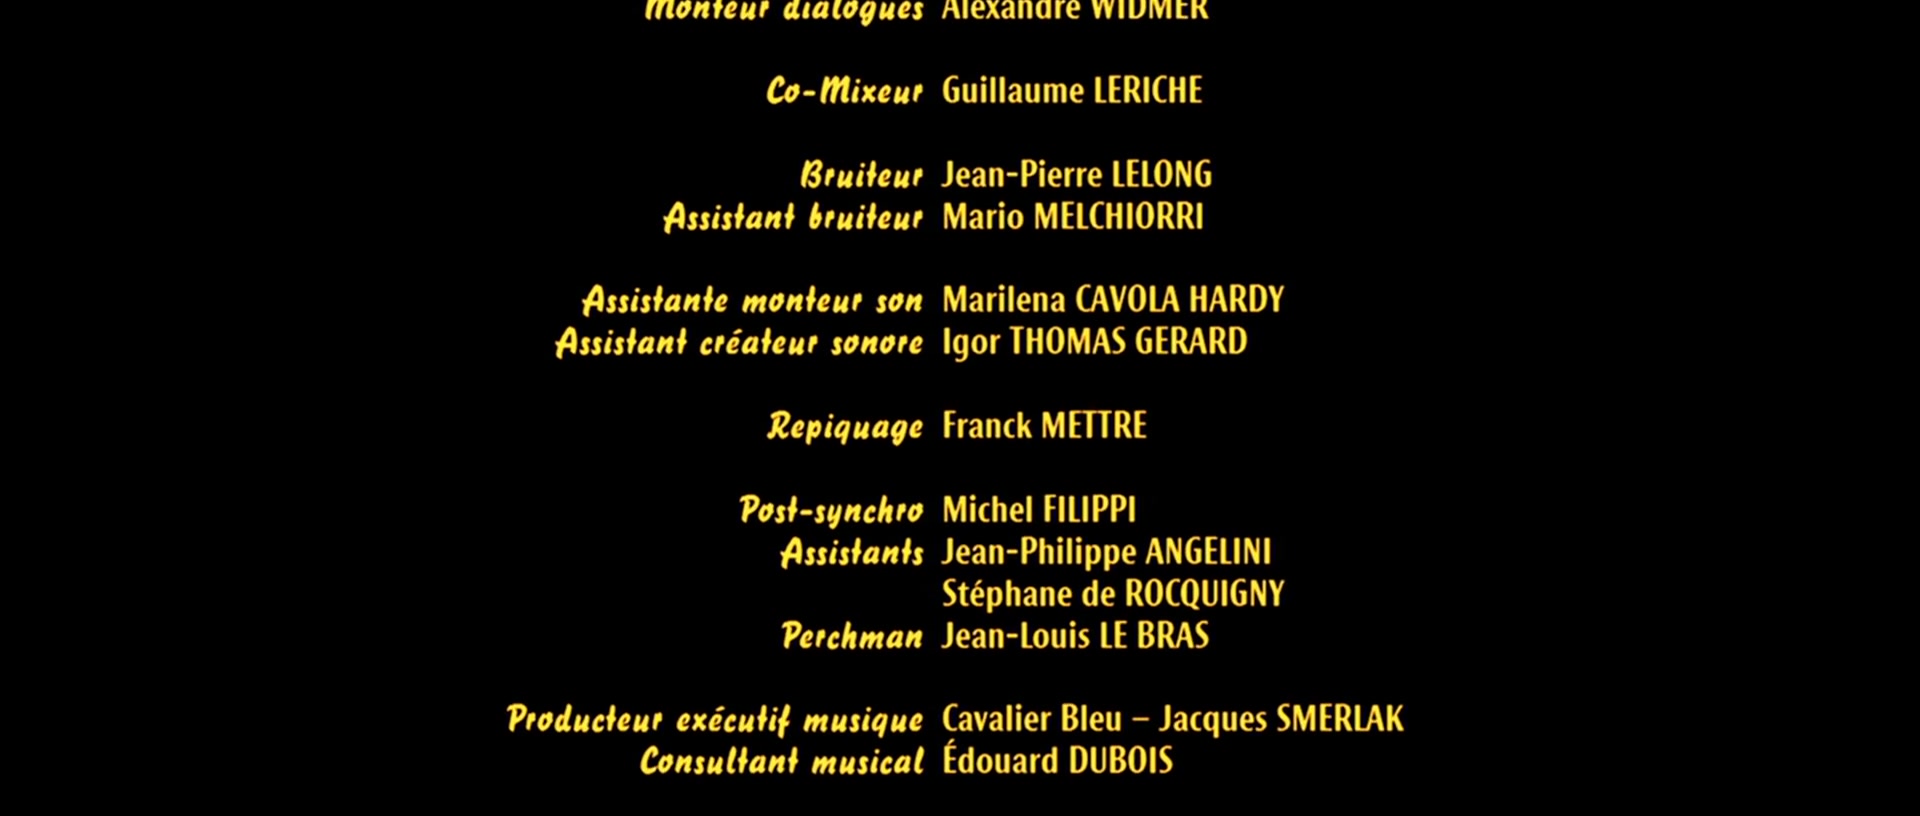 Monteur dialogues Alexandre WIDMER
Co-Mixeur Guillaume LERICHE
Bruiteur Jean-Pierre LELONG
Assistant bruiteur Mario MELCHIORRI
Assistante monteur son Marilena CAVOLA HARDY
Assistant créateur sonore Igor THOMAS GERARD
Repiquage Franck METTRE
Post-synchro Michel FILIPPI
Assistants Jean-Philippe ANGELINI
Stéphane de ROCQUIGNY
Perchman Jean-Louis LE BRAS
Producteur exécutif musique Cavalier Bleu – Jacques SMERLAK
Consultant musical Édouard DUBOIS